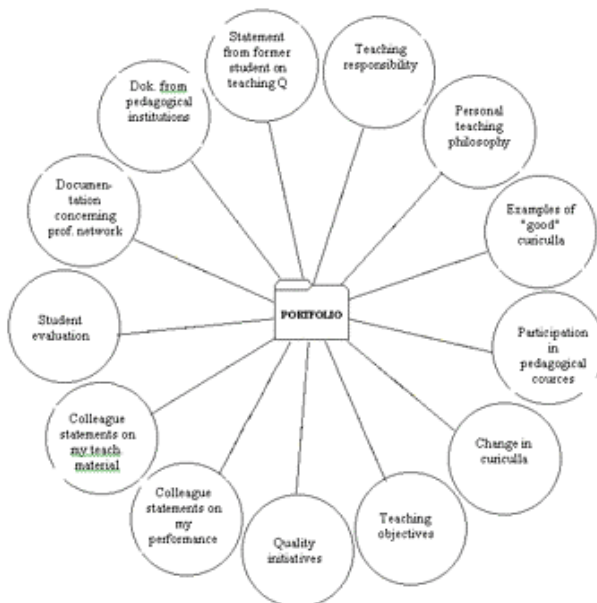 Statement
from former
student on
teaching Q
Teaching
responsibility
Personal
teaching
philosophy
Examples of
"good"
curiculla
Participation
in
pedagogical
cources
Change in
curiculla
Teaching
objectives
Quality
initiatives
Colleague
statements on
my
performance
Colleague
statements on
my teach
material
Student
evaluation
Documen-
tation
concerning
prof. network
Dok. from
pedagogical
institutions
PORTFOLIO